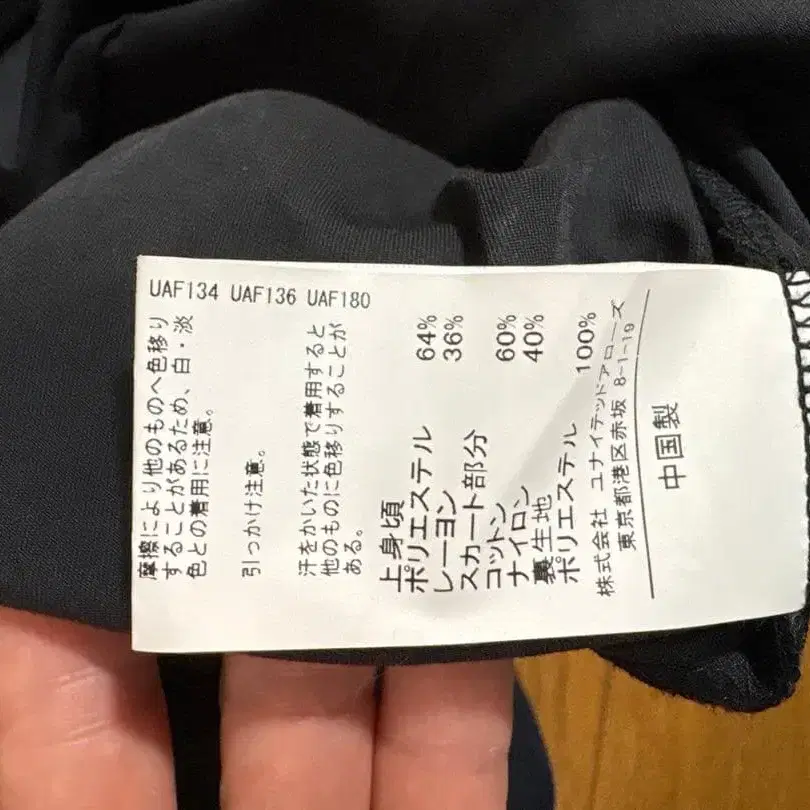 UAF134 UAF136 UAF180
摩擦により他のものへ色移り
することがあるため、白・淡
色との着用に注意。
引っかけ注意。
汗をかいた状態で着用すると
他のものに色移りすることが
ある。
上身頃
ポリエステル 64%
レーヨン 36%
スカート部分
コットン 60%
ナイロン 40%
裏生地
ポリエステル 100%
株式会社 ユナイテッドアローズ
東京都港区赤坂 8-1-19
中国製